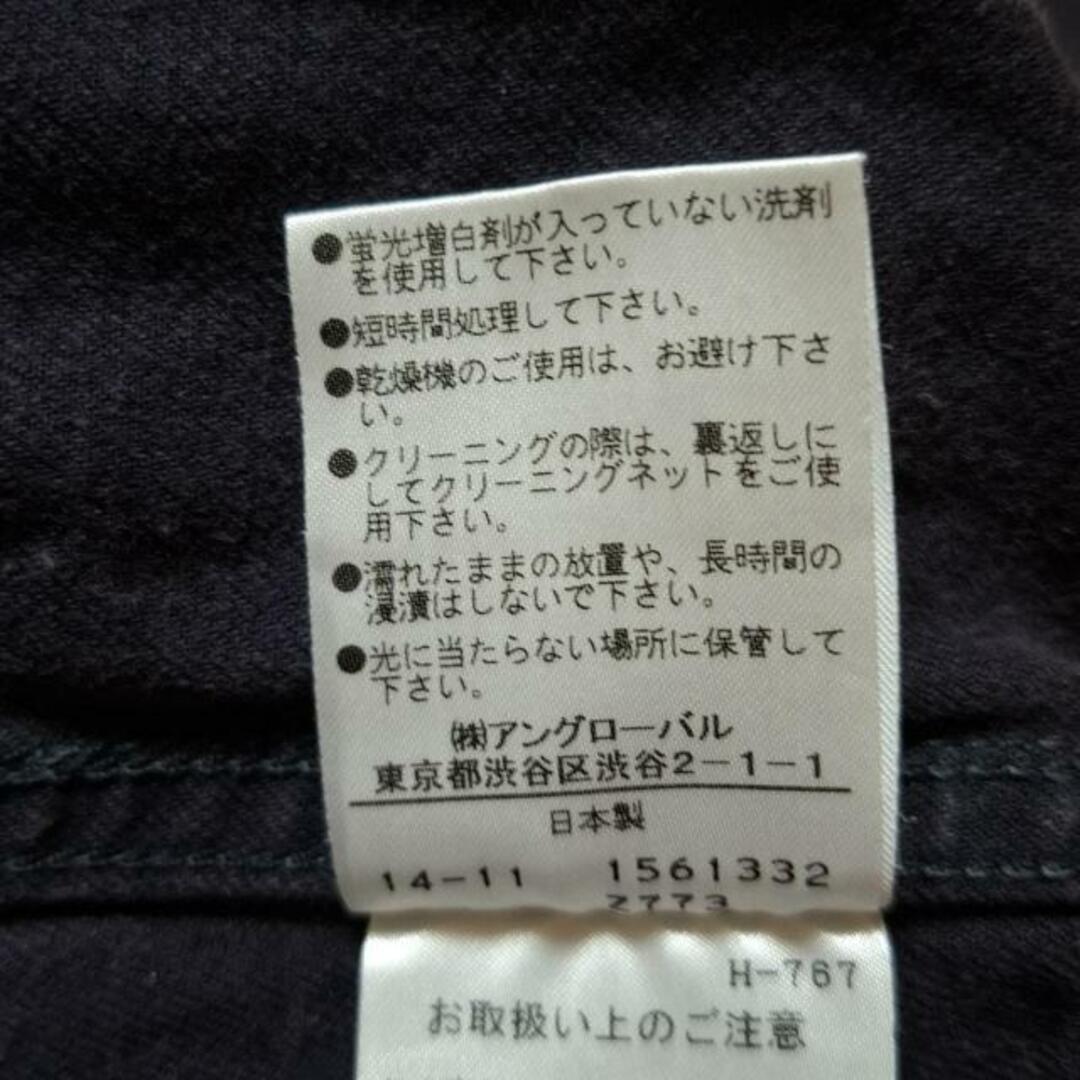 ●蛍光増白剤が入っていない洗剤
を使用して下さい。
●短時間処理して下さい。
●乾燥機のご使用は、お避け下さ
い。
●クリーニングの際は、裏返しに
してクリーニングネットをご使
用下さい。
●濡れたままの放置や、長時間の
浸漬はしないで下さい。
●光に当たらない場所に保管して
下さい。
㈱アングローバル
東京都渋谷区渋谷2-1-1
日本製
14-11 1561332
Z773
H-767
お取扱い上のご注意